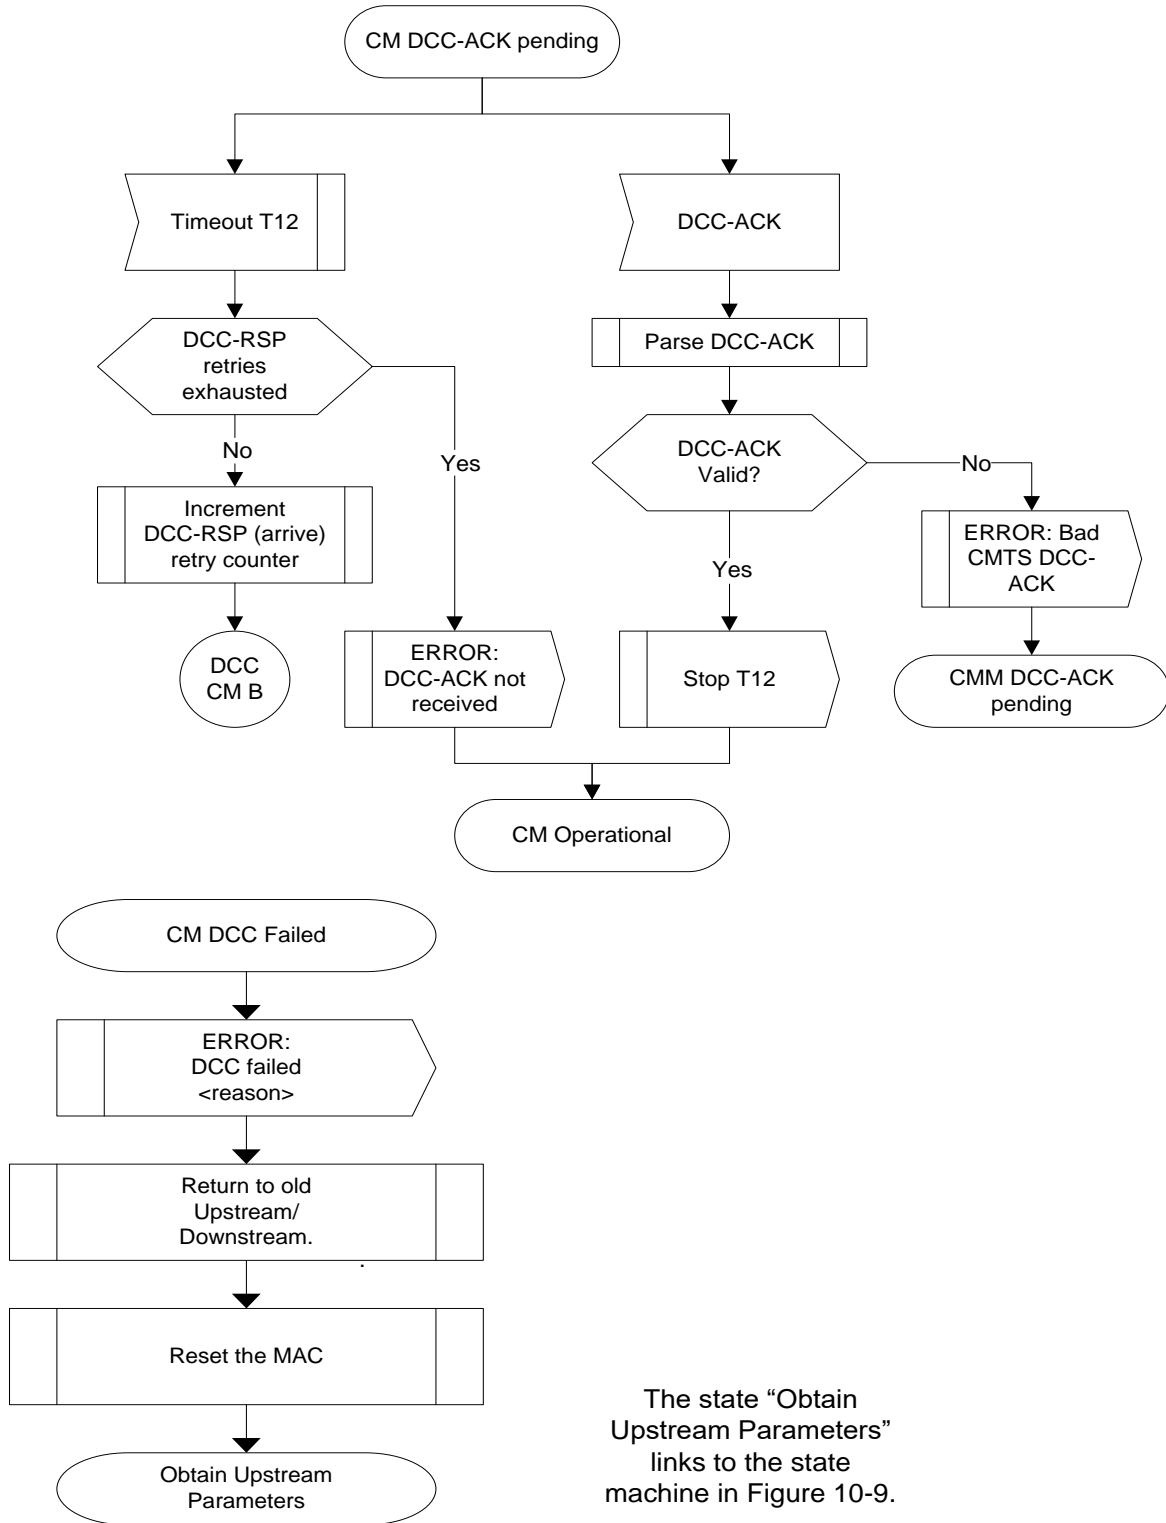 CM DCC-ACK pending
Timeout T12
DCC-ACK
DCC-RSP
retries
exhausted
Parse DCC-ACK
No
Yes
DCC-ACK
Valid?
No
Increment
DCC-RSP (arrive)
retry counter
Yes
ERROR: Bad
CMTS DCC-
ACK
DCC
CM B
ERROR:
DCC-ACK not
received
Stop T12
CMM DCC-ACK
pending
CM Operational
CM DCC Failed
ERROR:
DCC failed
<reason>
Return to old
Upstream/
Downstream.
.
Reset the MAC
Obtain Upstream
Parameters
The state “Obtain
Upstream Parameters”
links to the state
machine in Figure 10-9.